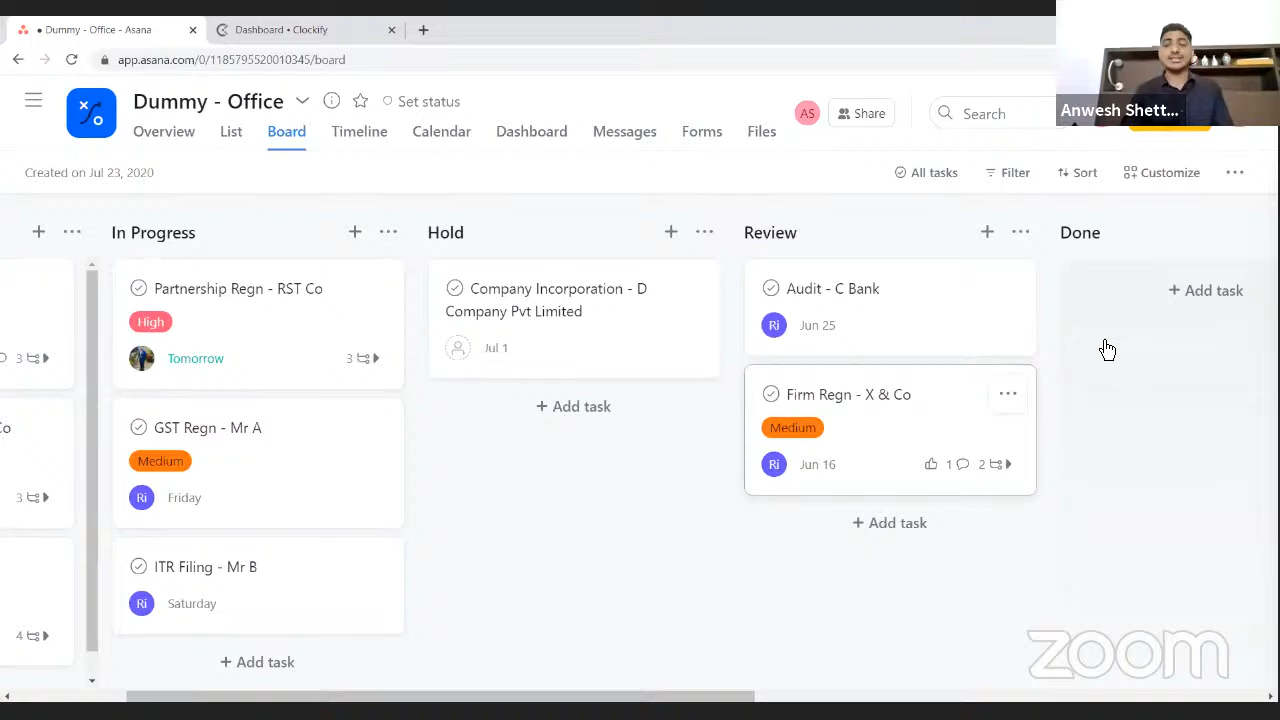 Dummy - Office - Asana
Dashboard • Clockify
app.asana.com/0/1185795520010345/board
Anwesh Shett...
Dummy - Office
Set status
AS
Share
Search
Overview List Board Timeline Calendar Dashboard Messages Forms Files
Created on Jul 23, 2020
All tasks Filter Sort Customize
In Progress
Hold
Review
Done
Partnership Regn - RST Co
High
Tomorrow
3
3
Company Incorporation - D
Company Pvt Limited
Jul 1
+ Add task
Audit - C Bank
Ri Jun 25
+ Add task
Co
3
GST Regn - Mr A
Medium
Ri Friday
Firm Regn - X & Co
Medium
Ri Jun 16
1
2
+ Add task
4
ITR Filing - Mr B
Ri Saturday
+ Add task
zoom